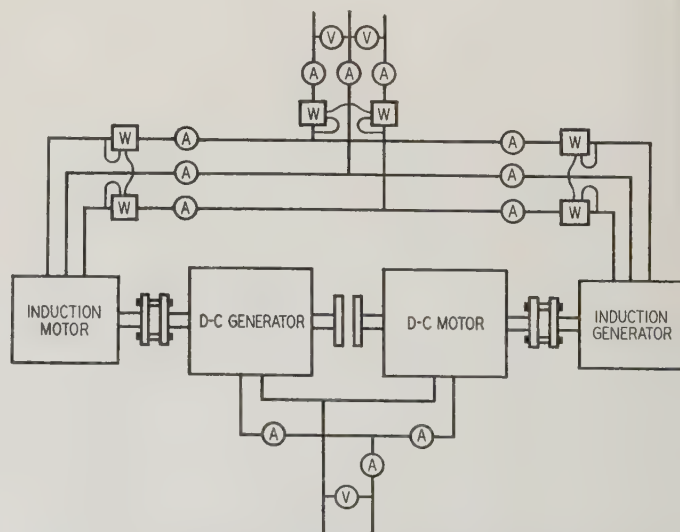 V V
A A A
W W
W A A W
A A
W A A W
INDUCTION
MOTOR
D-C GENERATOR
D-C MOTOR
INDUCTION
GENERATOR
A A
A
V